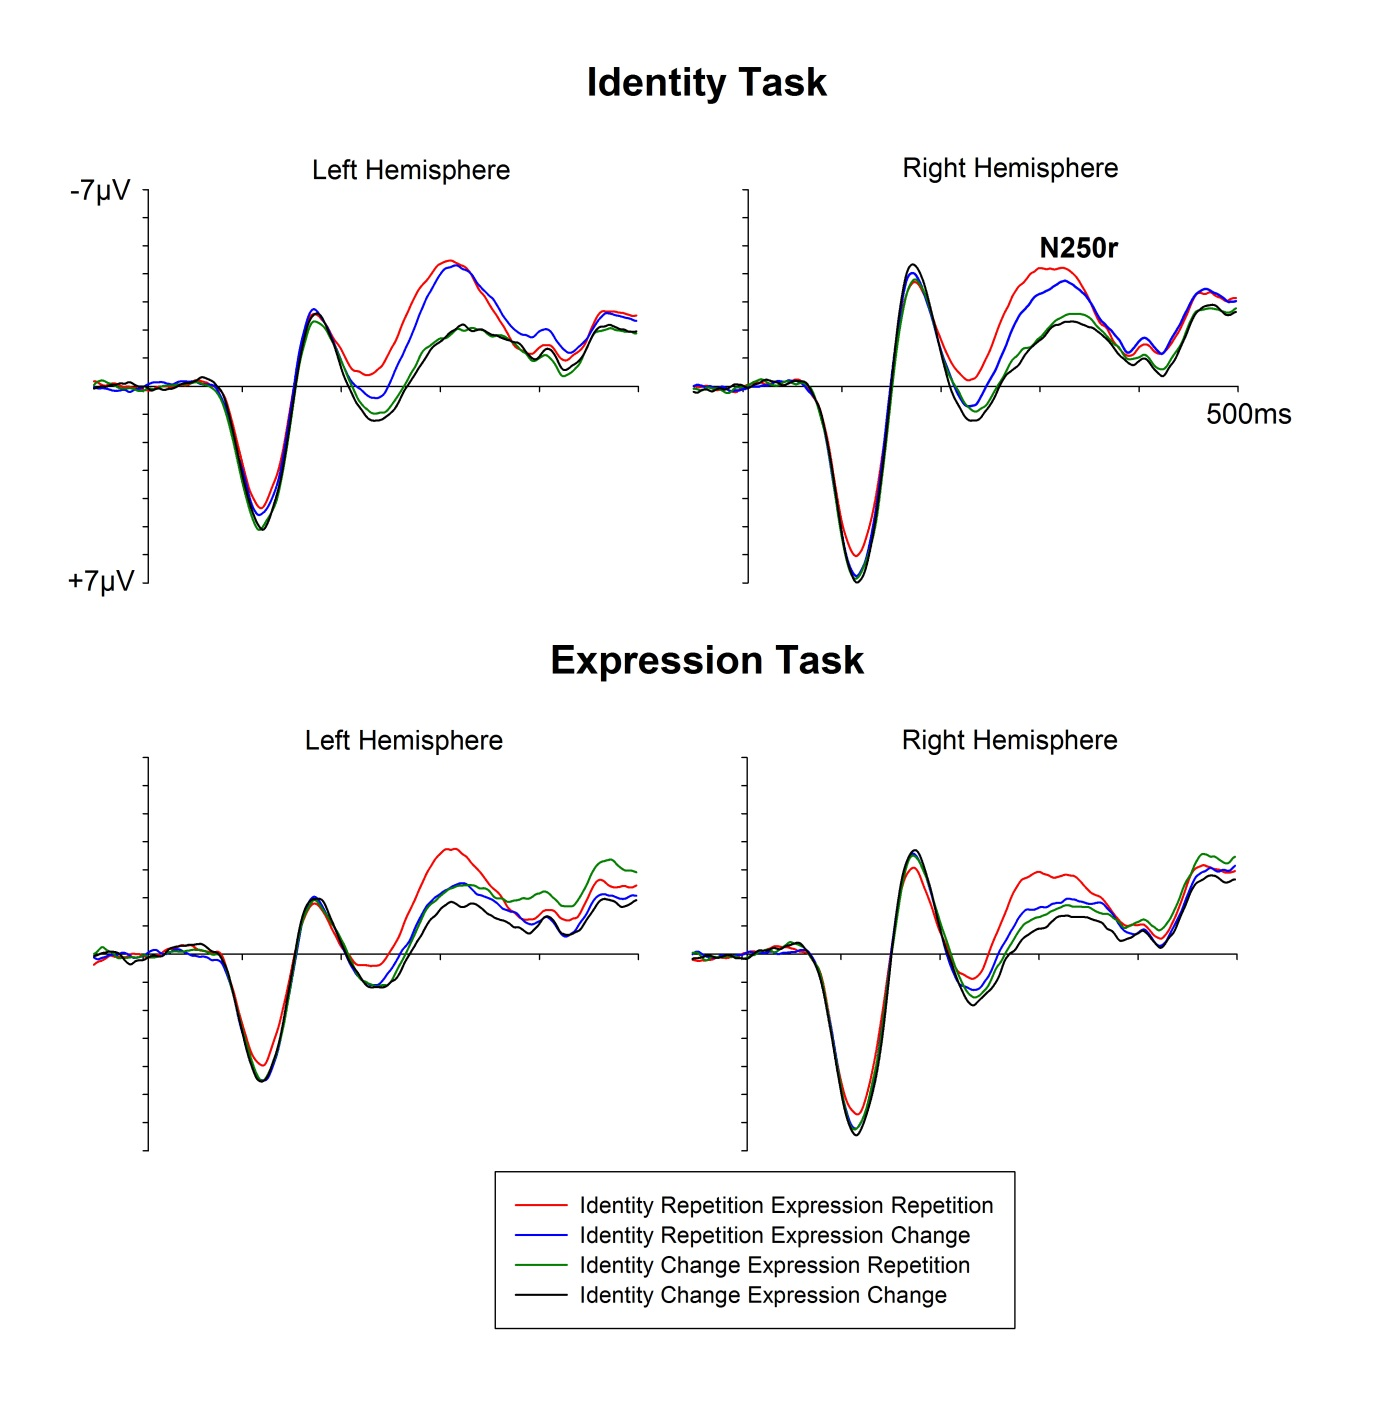 Identity Task
Left Hemisphere
Right Hemisphere
-7µV
N250r
500ms
+7µV
Expression Task
Left Hemisphere
Right Hemisphere
Identity Repetition Expression Repetition
Identity Repetition Expression Change
Identity Change Expression Repetition
Identity Change Expression Change